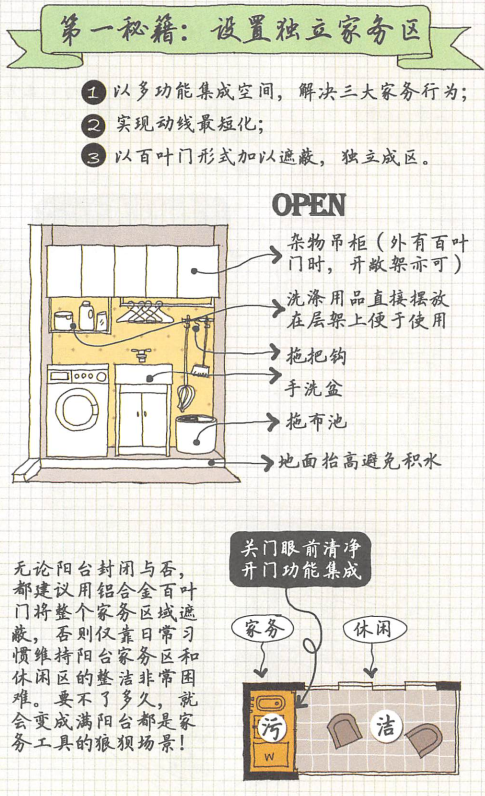 第一秘籍：设置独立家务区
1 以多功能集成空间，解决三大家务行为；
2 实现动线最短化；
3 以百叶门形式加以遮蔽，独立成区。
OPEN
杂物吊柜（外有百叶
门时，开敞架亦可）
洗涤用品直接摆放
在层架上便于使用
拖把钩
手洗盆
拖布池
地面抬高避免积水
关门眼前清净
开门功能集成
无论阳台封闭与否，
都建议用铝合金百叶
门将整个家务区域遮
蔽，否则仅靠日常习
惯维持阳台家务区和
休闲区的整洁非常困
难。要不了多久，就
会变成满阳台都是家
务工具的狼狈场景！
家务
休闲
污
洁
W